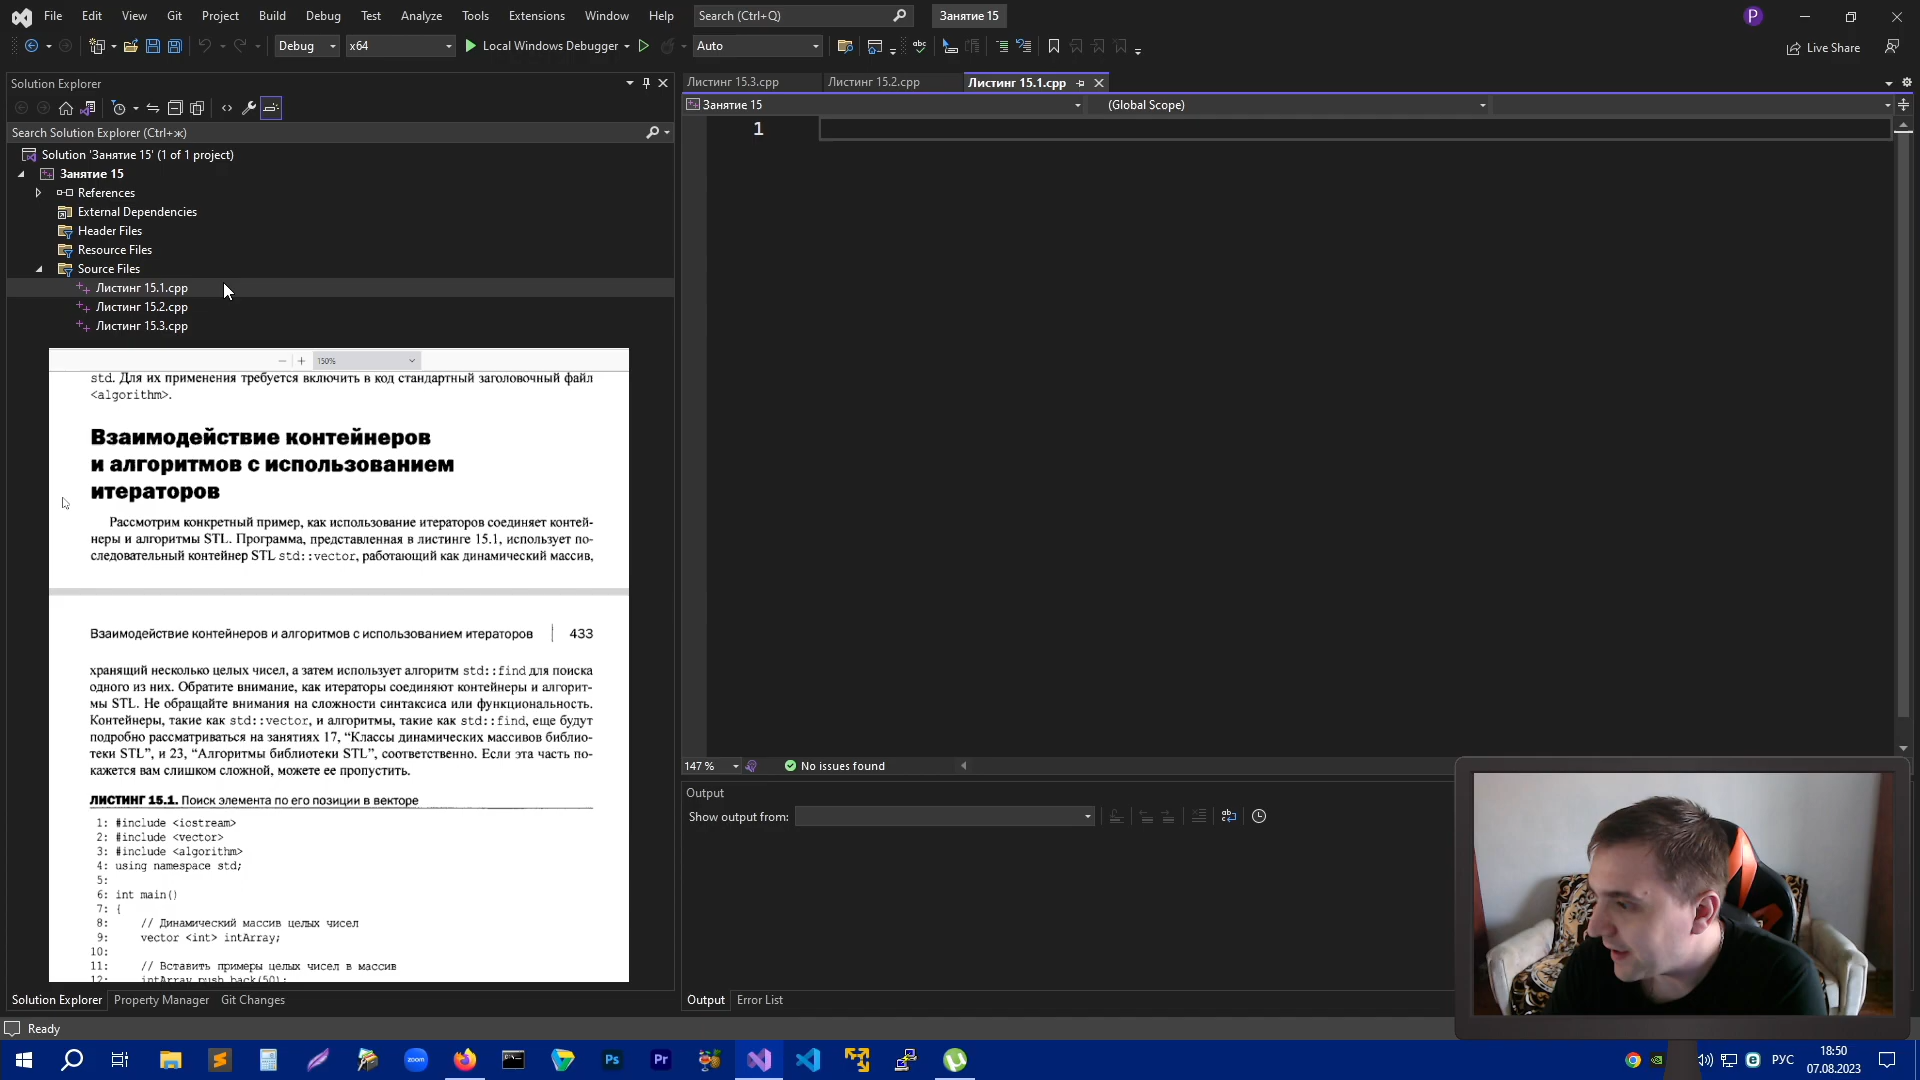 File Edit View Git Project Build Debug Test Analyze Tools Extensions Window Help Search (Ctrl+Q) Занятие 15 P
Debug x64 Local Windows Debugger Auto Live Share
Solution Explorer
Search Solution Explorer (Ctrl+ж)
Solution 'Занятие 15' (1 of 1 project)
Занятие 15
References
External Dependencies
Header Files
Resource Files
Source Files
Листинг 15.1.cpp
Листинг 15.2.cpp
Листинг 15.3.cpp
150%
std. Для их применения требуется включить в код стандартный заголовочный файл
<algorithm>.
Взаимодействие контейнеров
и алгоритмов с использованием
итераторов
Рассмотрим конкретный пример, как использование итераторов соединяет контей-
неры и алгоритмы STL. Программа, представленная в листинге 15.1, использует по-
следовательный контейнер STL std::vector, работающий как динамический массив,
Взаимодействие контейнеров и алгоритмов с использованием итераторов 433
хранящий несколько целых чисел, а затем использует алгоритм std::find для поиска
одного из них. Обратите внимание, как итераторы соединяют контейнеры и алгорит-
мы STL. Не обращайте внимания на сложности синтаксиса или функциональность.
Контейнеры, такие как std::vector, и алгоритмы, такие как std::find, еще будут
подробно рассматриваться на занятиях 17, “Классы динамических массивов библио-
теки STL”, и 23, “Алгоритмы библиотеки STL”, соответственно. Если эта часть по-
кажется вам слишком сложной, можете ее пропустить.
ЛИСТИНГ 15.1. Поиск элемента по его позиции в векторе
1: #include <iostream>
2: #include <vector>
3: #include <algorithm>
4: using namespace std;
5:
6: int main()
7: {
8: // Динамический массив целых чисел
9: vector <int> intArray;
10:
11: // Вставить примеры целых чисел в массив
12: intArray.push_back(50);
Solution Explorer Property Manager Git Changes
Листинг 15.3.cpp Листинг 15.2.cpp Листинг 15.1.cpp
Занятие 15 (Global Scope)
1
147 % No issues found
Output
Show output from:
Output Error List
Ready
zoom Ps Pr РУС 18:50
07.08.2023